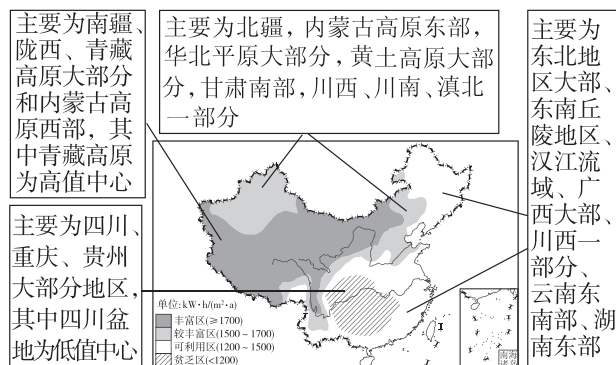 主要为南疆、
陇西、青藏
高原大部分
和内蒙古高
原西部，其
中青藏高原
为高值中心
主要为北疆，内蒙古高原东部，
华北平原大部分，黄土高原大部
分，甘肃南部，川西、川南、滇北
一部分
主要为
东北地
区大部、
东南丘
陵地区、
汉江流
域、广
西大部、
川西一
部分、
云南东
南部、湖
南东部
主要为四川、
重庆、贵州
大部分地区，
其中四川盆
地为低值中心
单位：kW·h/(m²·a)
丰富区(≥1700)
较丰富区(1500～1700)
可利用区(1200～1500)
贫乏区(<1200)
南海
诸岛